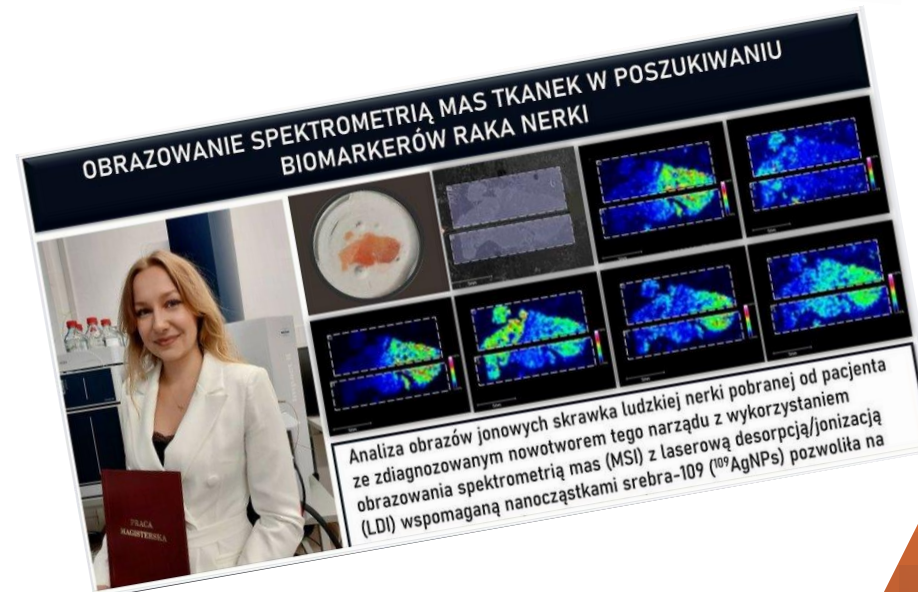 OBRAZOWANIE SPEKTROMETRIĄ MAS TKANEK W POSZUKIWANIU
BIOMARKERÓW RAKA NERKI
PRACA
MAGISTERSKA
Analiza obrazów jonowych skrawka ludzkiej nerki pobranej od pacjenta
ze zdiagnozowanym nowotworem tego narządu z wykorzystaniem
obrazowania spektrometrią mas (MSI) z laserową desorpcją/jonizacją
(LDI) wspomaganą nanocząstkami srebra-109 (¹⁰⁹AgNPs) pozwoliła na